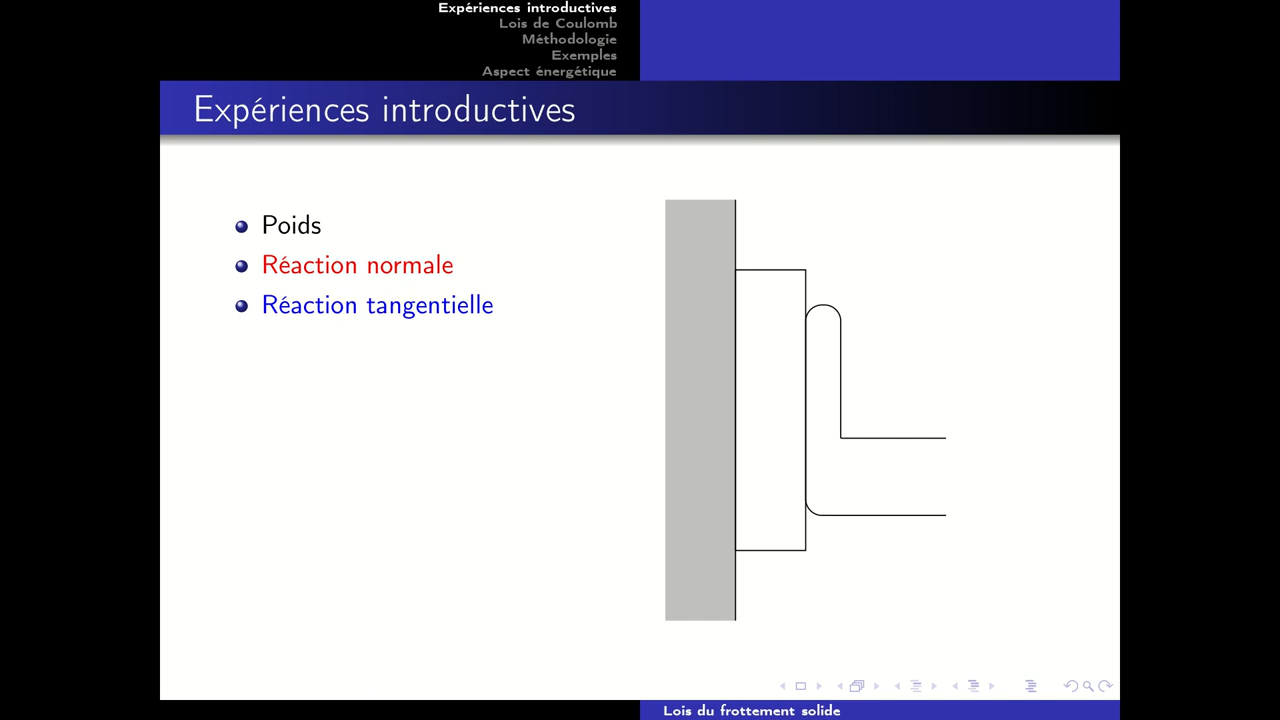 Expériences introductives
Lois de Coulomb
Méthodologie
Exemples
Aspect énergétique
Expériences introductives
Poids
Réaction normale
Réaction tangentielle
Lois du frottement solide